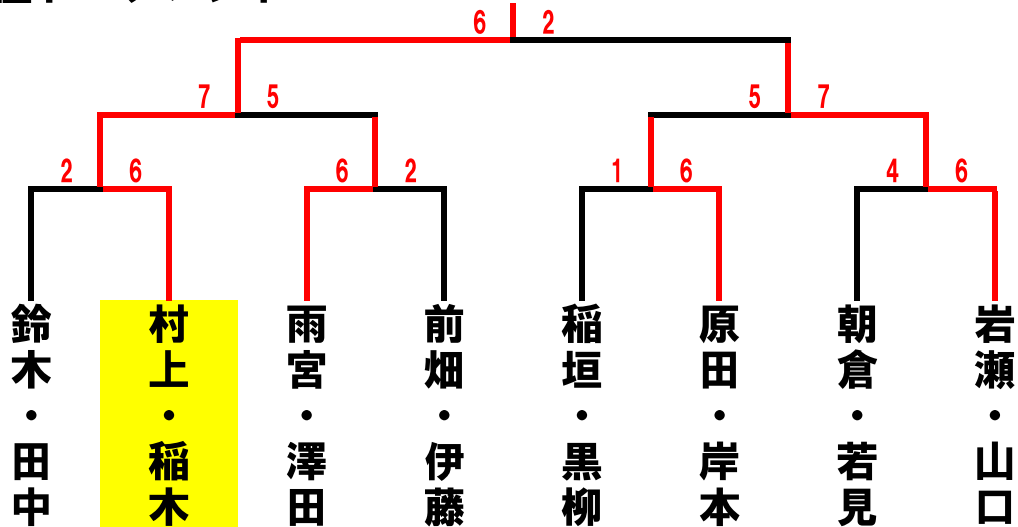 6 2
7 5
5 7
2 6
6 2
1 6
4 6
鈴木・田中
村上・稲木
雨宮・澤田
前畑・伊藤
稲垣・黒柳
原田・岸本
朝倉・若見
岩瀬・山口